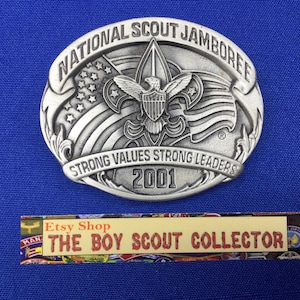 NATIONAL SCOUT JAMBOREE
STRONG VALUES STRONG LEADERS
2001
Etsy Shop
THE BOY SCOUT COLLECTOR